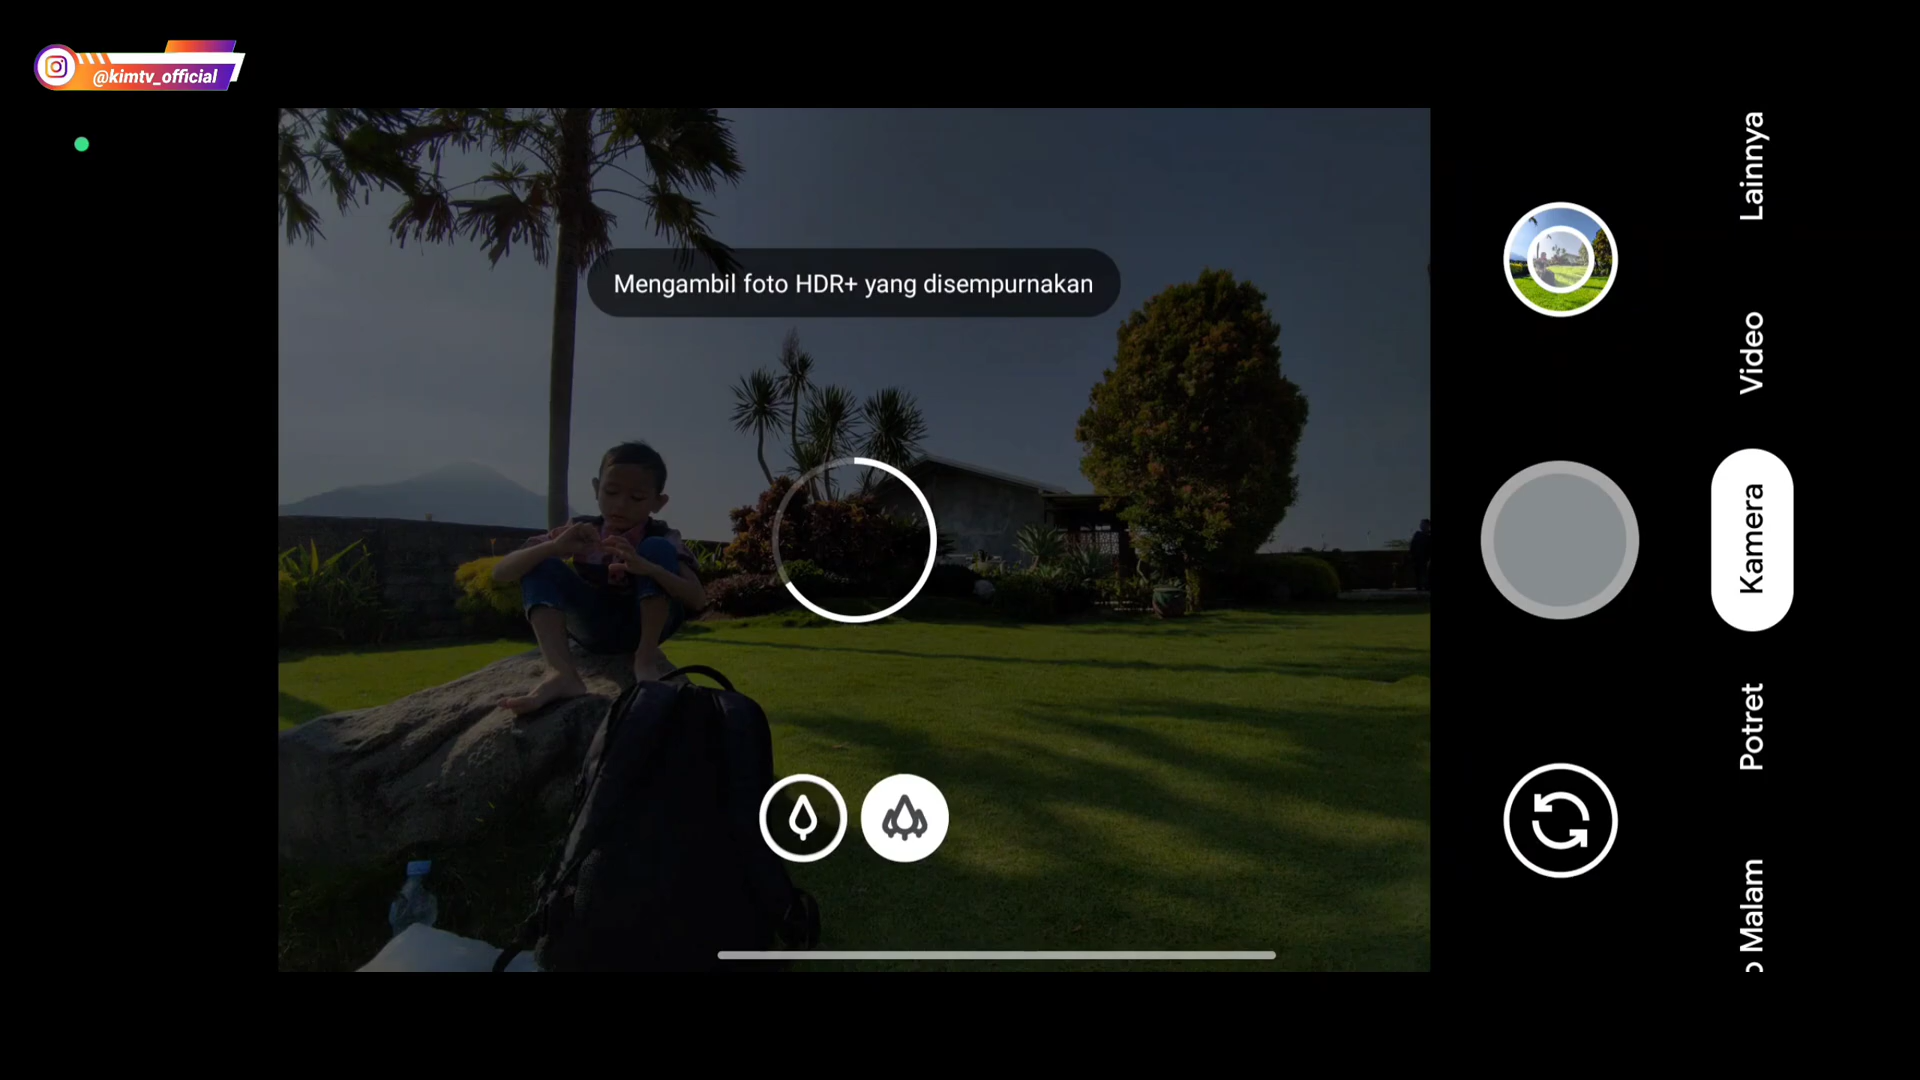 @kimtv_official
Mengambil foto HDR+ yang disempurnakan
Lainnya
Video
Kamera
Potret
Malam